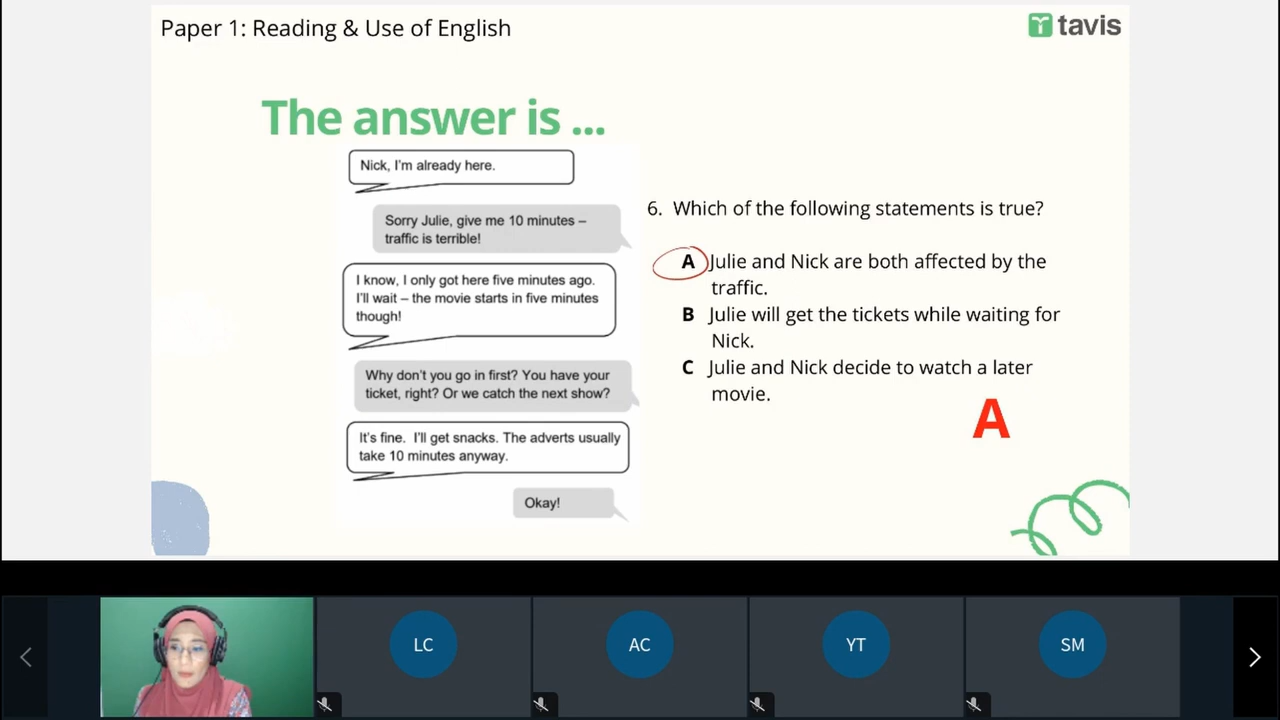 Paper 1: Reading & Use of English
tavis
The answer is ...
Nick, I'm already here.
Sorry Julie, give me 10 minutes –
traffic is terrible!
I know, I only got here five minutes ago.
I'll wait – the movie starts in five minutes
though!
Why don't you go in first? You have your
ticket, right? Or we catch the next show?
It's fine. I'll get snacks. The adverts usually
take 10 minutes anyway.
Okay!
6. Which of the following statements is true?
A Julie and Nick are both affected by the
traffic.
B Julie will get the tickets while waiting for
Nick.
C Julie and Nick decide to watch a later
movie.
A
LC
AC
YT
SM